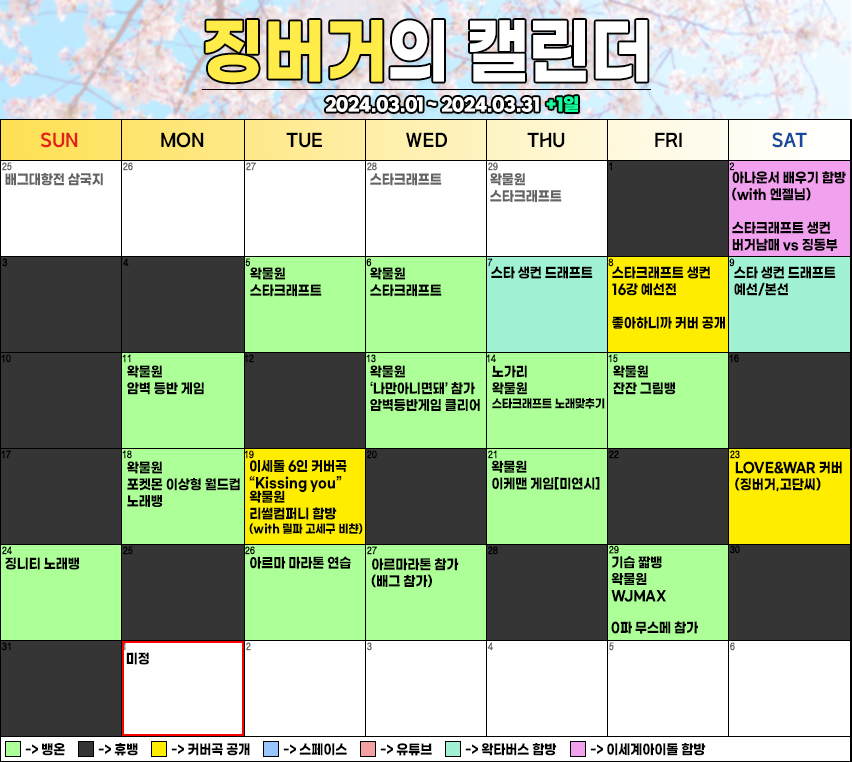 징버거의 캘린더
2024.03.01 ~ 2024.03.31 +1일
SUN MON TUE WED THU FRI SAT
25
배그대항전 삼국지
26
27
28
스타크래프트
29
왁물원
스타크래프트
1
2
아나운서 배우기 합방
(with 엔젤님)
스타크래프트 생컨
버거남매 vs 징동부
3
4
5
왁물원
스타크래프트
6
왁물원
스타크래프트
7
스타 생컨 드래프트
8
스타크래프트 생컨
16강 예선전
좋아하니까 커버 공개
9
스타 생컨 드래프트
예선/본선
10
11
왁물원
암벽 등반 게임
12
13
왁물원
‘나만아니면돼’ 참가
암벽등반게임 클리어
14
노가리
왁물원
스타크래프트 노래맞추기
15
왁물원
잔잔 그림뱅
16
17
18
왁물원
포켓몬 이상형 월드컵
노래뱅
19
이세돌 6인 커버곡
“Kissing you”
왁물원
리썰컴퍼니 합방
(with 릴파 고세구 비챤)
20
21
왁물원
이케맨 게임[미연시]
22
23
LOVE&WAR 커버
(징버거,고단씨)
24
징니티 노래뱅
25
26
아르마 마라톤 연습
27
아르마라톤 참가
(배그 참가)
28
29
기습 짧뱅
왁물원
WJMAX
0파 무스메 참가
30
31
미정
2
3
4
5
6
-> 뱅온 -> 휴뱅 -> 커버곡 공개 -> 스페이스 -> 유튜브 -> 왁타버스 합방 -> 이세계아이돌 합방